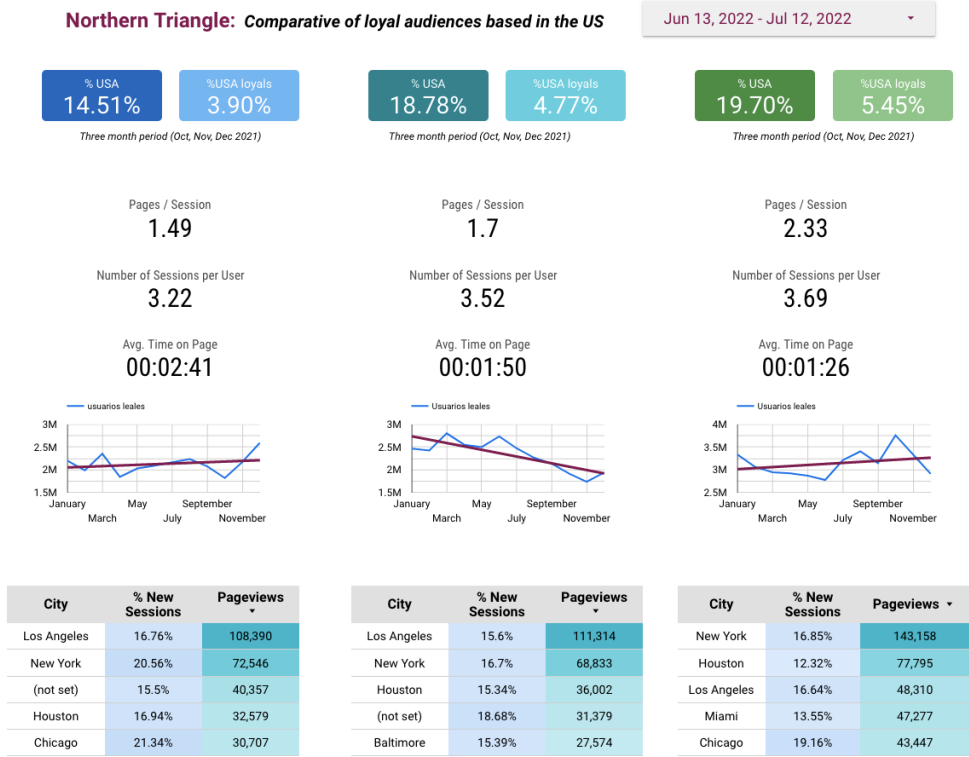 Northern Triangle: Comparative of loyal audiences based in the US
Jun 13, 2022 - Jul 12, 2022
% USA
14.51%
%USA loyals
3.90%
Three month period (Oct, Nov, Dec 2021)
% USA
18.78%
%USA loyals
4.77%
Three month period (Oct, Nov, Dec 2021)
% USA
19.70%
%USA loyals
5.45%
Three month period (Oct, Nov, Dec 2021)
Pages / Session
1.49
Pages / Session
1.7
Pages / Session
2.33
Number of Sessions per User
3.22
Number of Sessions per User
3.52
Number of Sessions per User
3.69
Avg. Time on Page
00:02:41
Avg. Time on Page
00:01:50
Avg. Time on Page
00:01:26
usuarios leales
3M
2.5M
2M
1.5M
January May September
March July November
Usuarios leales
3M
2.5M
2M
1.5M
January May September
March July November
Usuarios leales
4M
3.5M
3M
2.5M
January May September
March July November
City % New Sessions Pageviews
Los Angeles 16.76% 108,390
New York 20.56% 72,546
(not set) 15.5% 40,357
Houston 16.94% 32,579
Chicago 21.34% 30,707
City % New Sessions Pageviews
Los Angeles 15.6% 111,314
New York 16.7% 68,833
Houston 15.34% 36,002
(not set) 18.68% 31,379
Baltimore 15.39% 27,574
City % New Sessions Pageviews
New York 16.85% 143,158
Houston 12.32% 77,795
Los Angeles 16.64% 48,310
Miami 13.55% 47,277
Chicago 19.16% 43,447